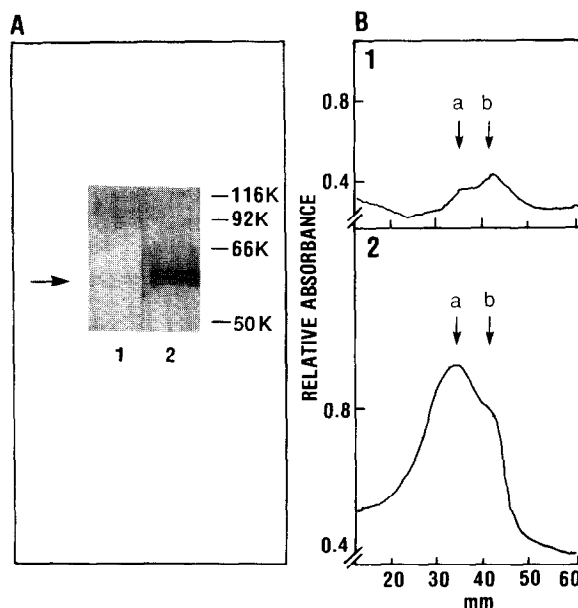 A
116K
92K
66K
50K
1 2
B
1
a b
0.8
0.4
RELATIVE ABSORBANCE
2
a b
0.8
0.4
20 30 40 50 60
mm